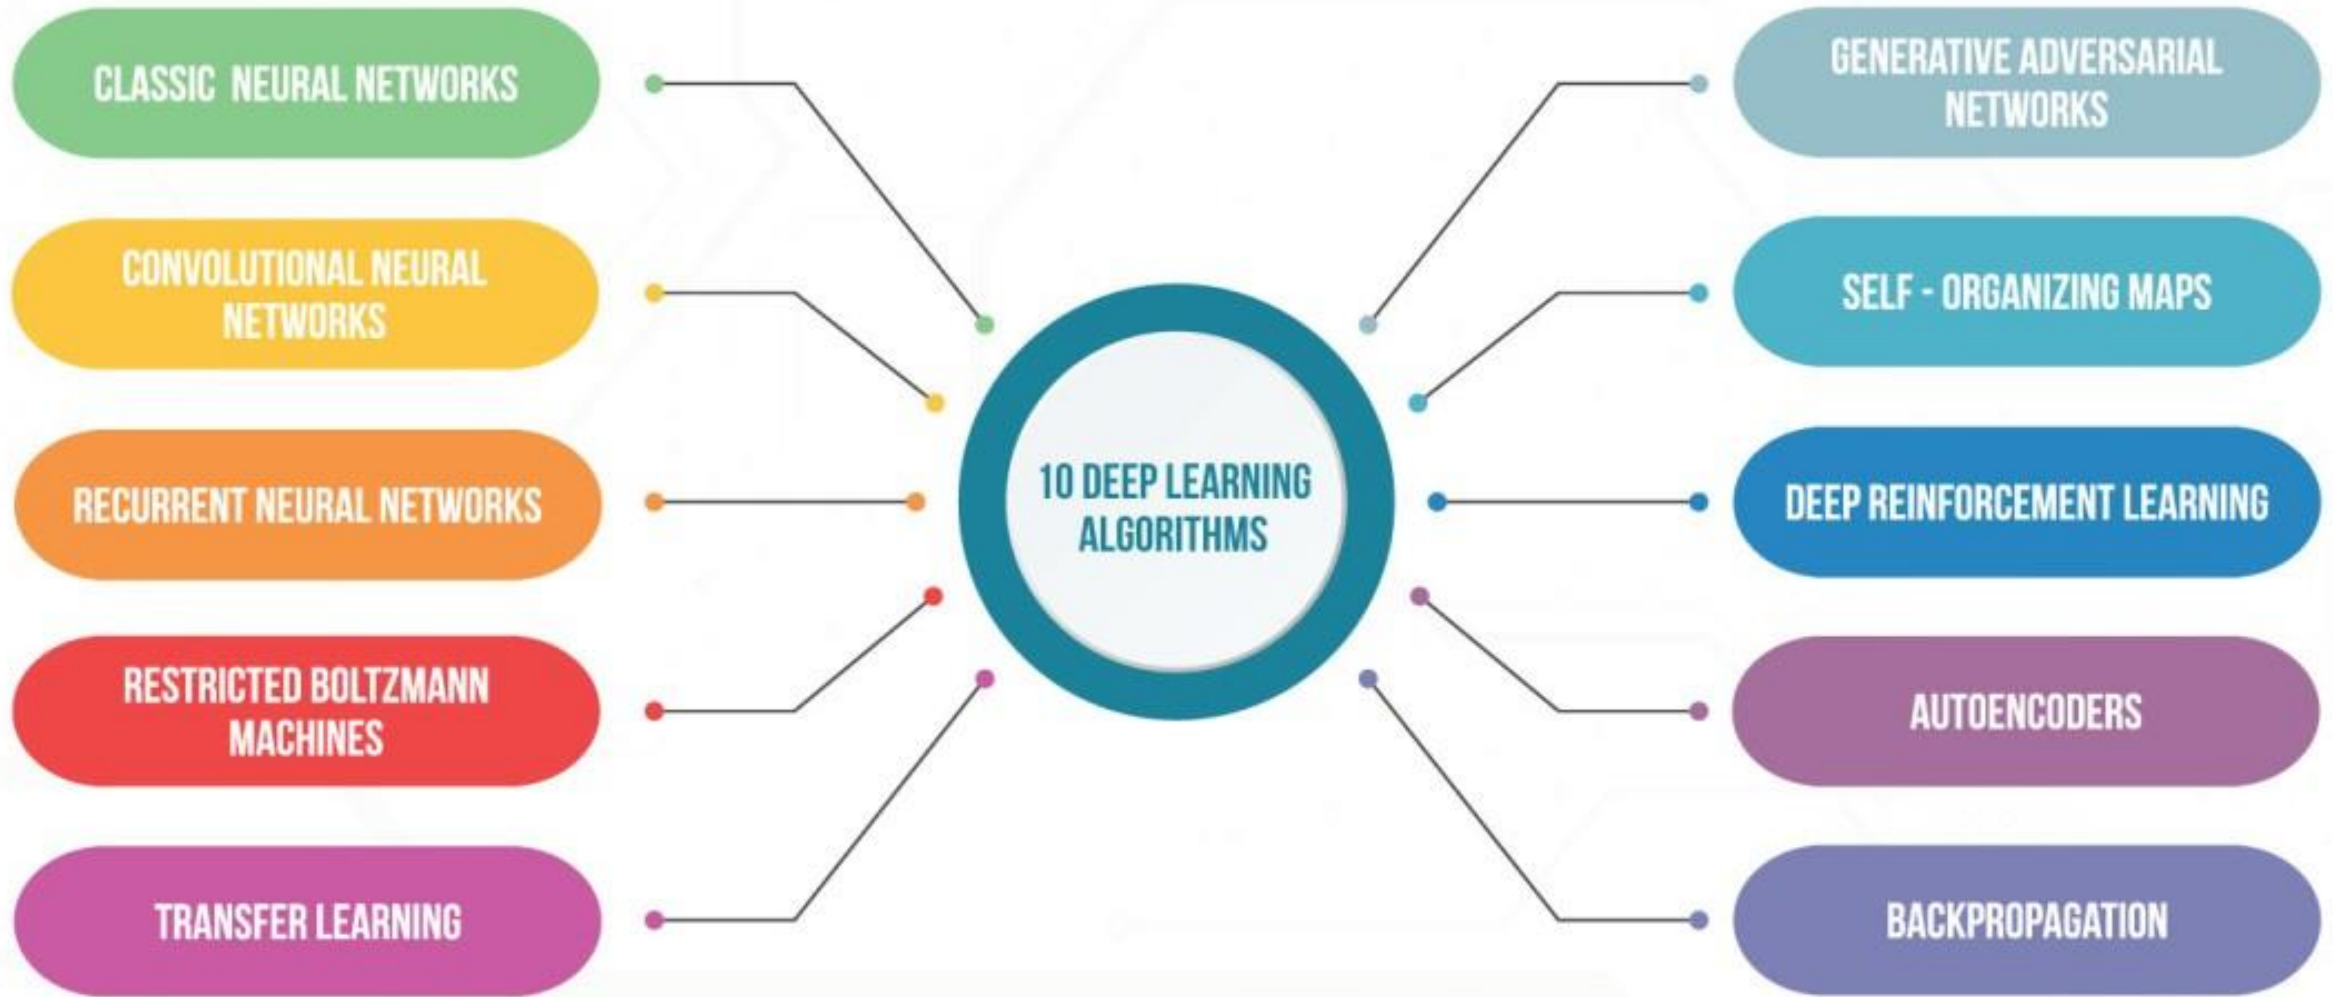 CLASSIC NEURAL NETWORKS
CONVOLUTIONAL NEURAL
NETWORKS
RECURRENT NEURAL NETWORKS
RESTRICTED BOLTZMANN
MACHINES
TRANSFER LEARNING
10 DEEP LEARNING
ALGORITHMS
GENERATIVE ADVERSARIAL
NETWORKS
SELF - ORGANIZING MAPS
DEEP REINFORCEMENT LEARNING
AUTOENCODERS
BACKPROPAGATION